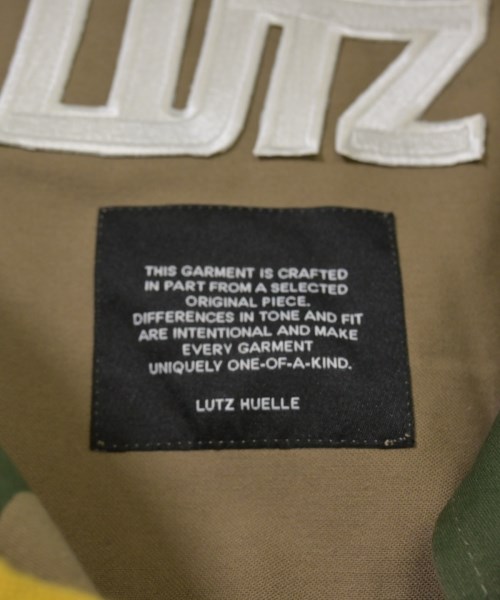 LUTZ
THIS GARMENT IS CRAFTED
IN PART FROM A SELECTED
ORIGINAL PIECE.
DIFFERENCES IN TONE AND FIT
ARE INTENTIONAL AND MAKE
EVERY GARMENT
UNIQUELY ONE-OF-A-KIND.
LUTZ HUELLE